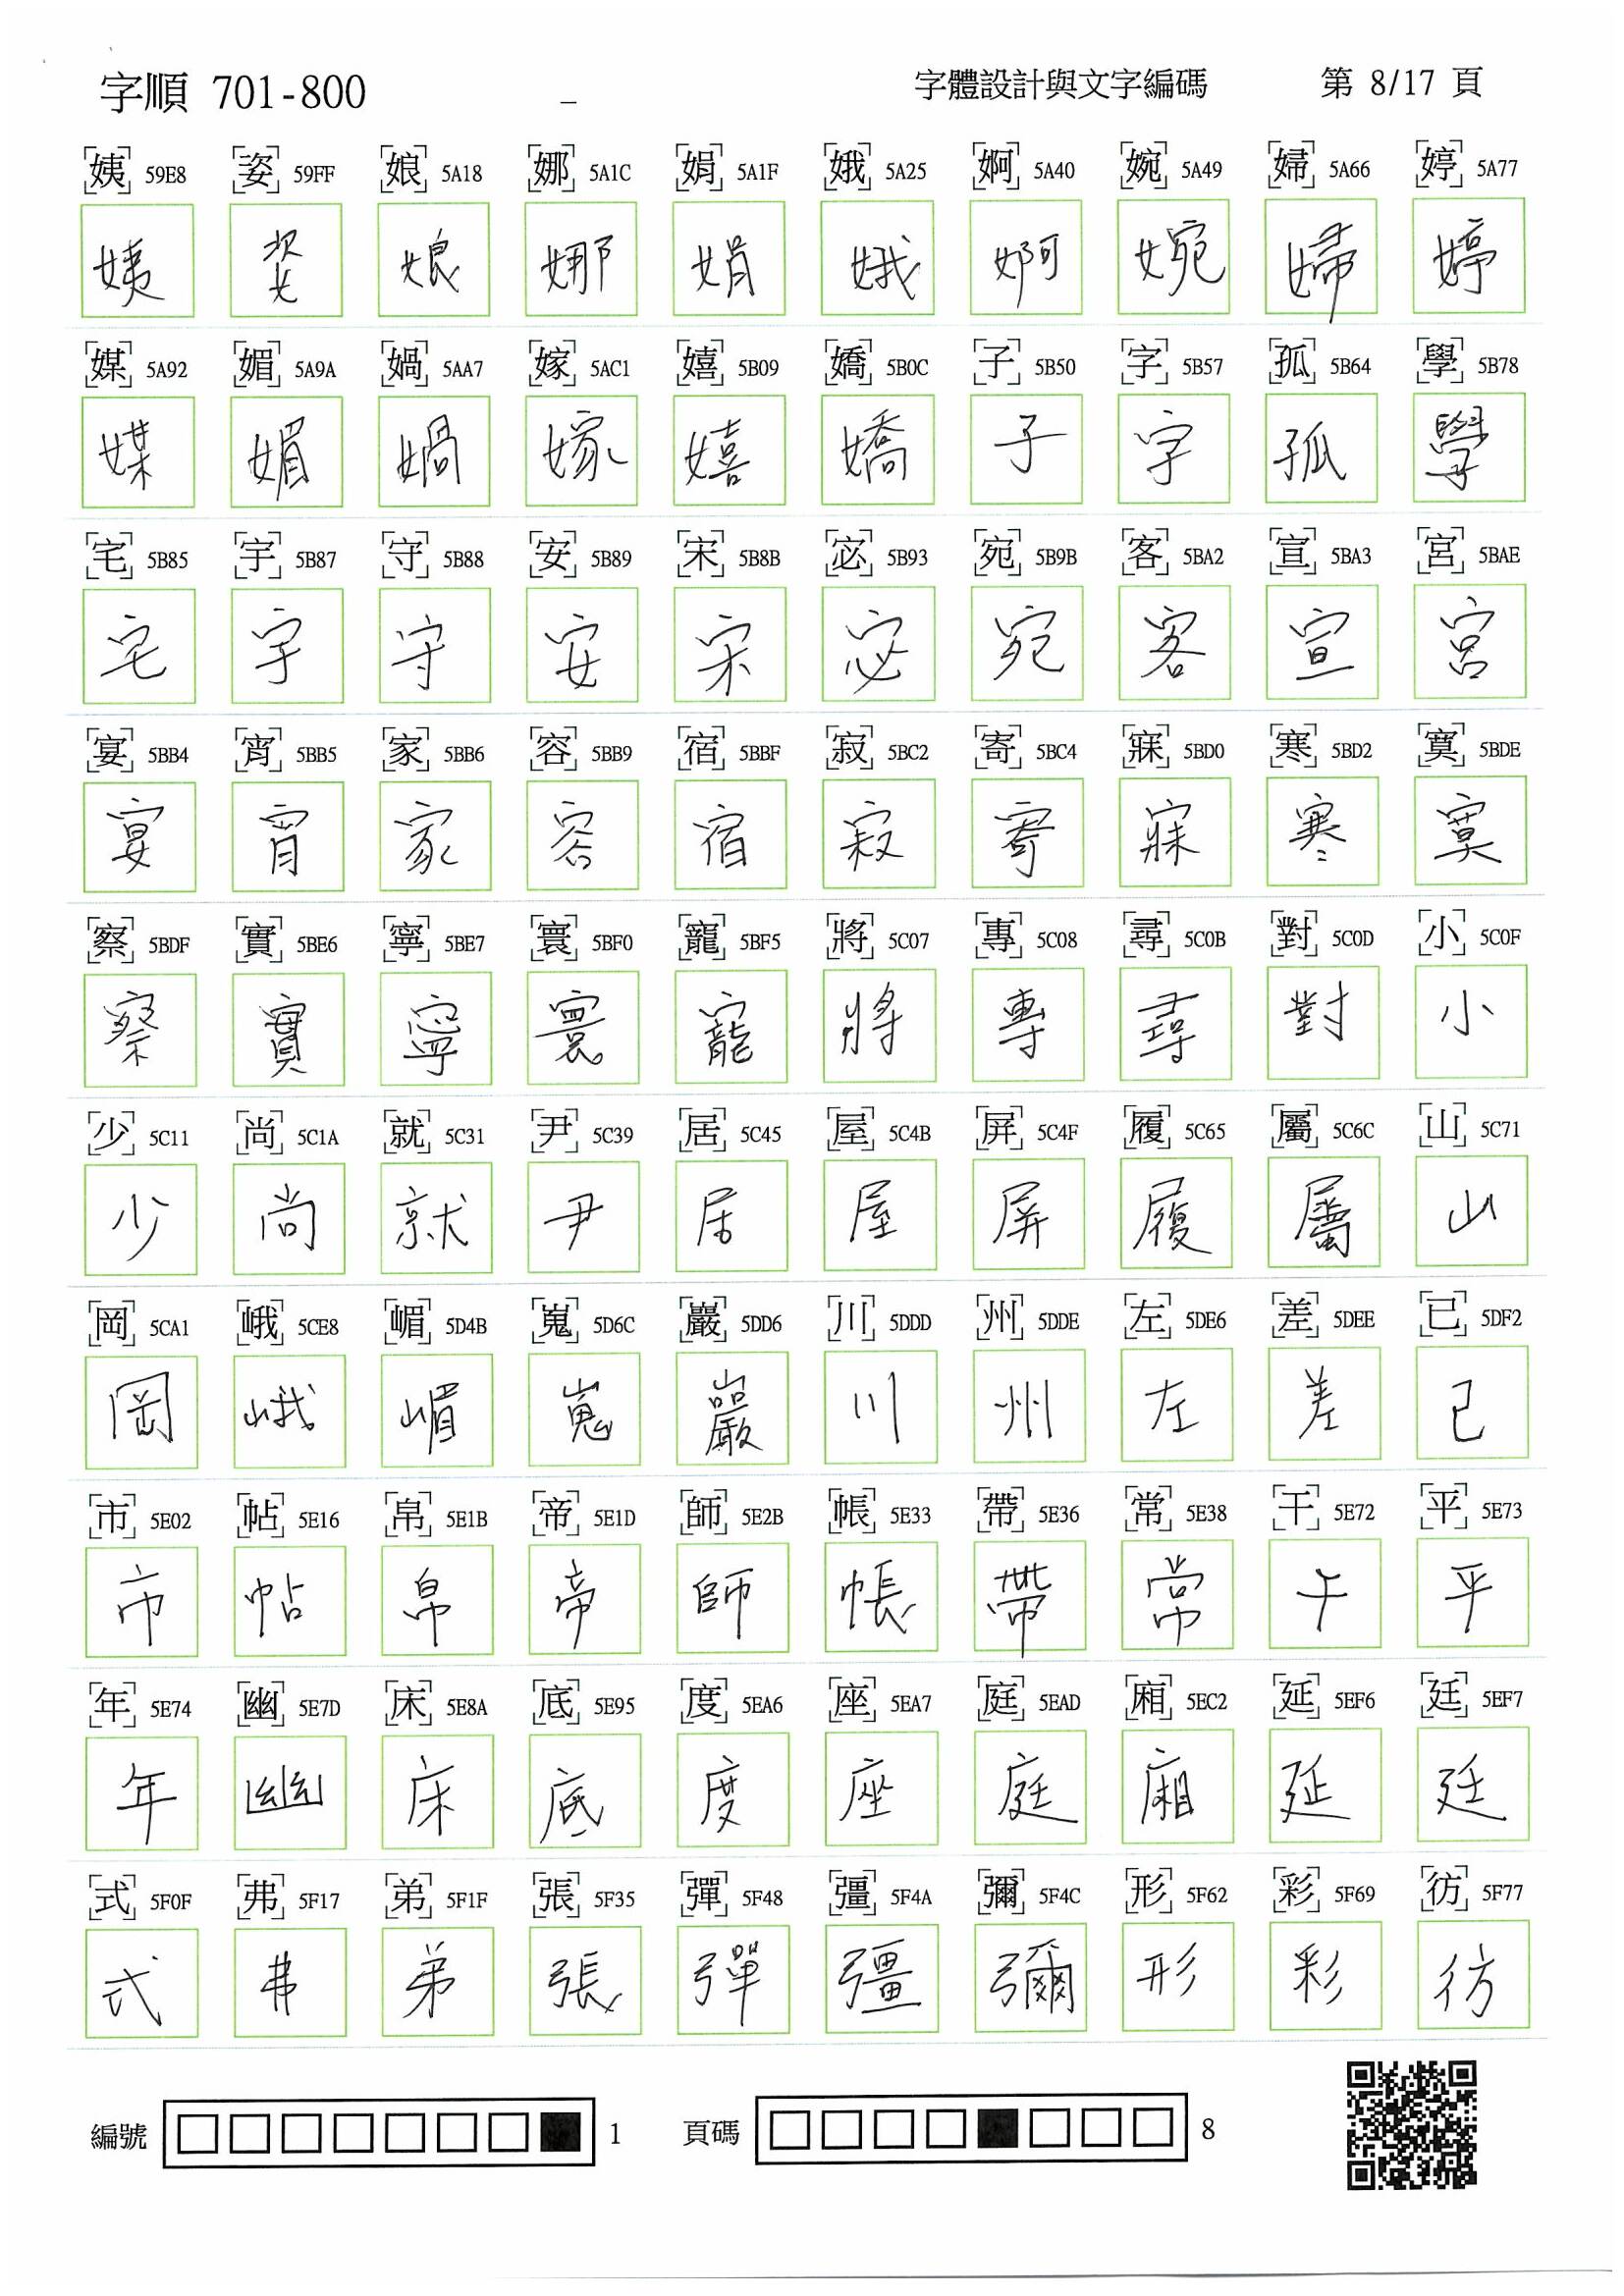 字順 701-800 _ 字體設計與文字編碼 第 8/17 頁
姨 59E8 姿 59FF 娘 5A18 娜 5A1C 娟 5A1F 娥 5A25 婀 5A40 婉 5A49 婦 5A66 婷 5A77
姨 姿 娘 娜 娟 娥 婀 婉 婦 婷
媒 5A92 媚 5A9A 媧 5AA7 嫁 5AC1 嬉 5B09 嬌 5B0C 子 5B50 字 5B57 孤 5B64 學 5B78
媒 媚 媧 嫁 嬉 嬌 子 字 孤 學
宅 5B85 宇 5B87 守 5B88 安 5B89 宋 5B8B 宓 5B93 宛 5B9B 客 5BA2 宣 5BA3 宮 5BAE
宅 宇 守 安 宋 宓 宛 客 宣 宮
宴 5BB4 宵 5BB5 家 5BB6 容 5BB9 宿 5BBF 寂 5BC2 寄 5BC4 寐 5BD0 寒 5BD2 寞 5BDE
宴 宵 家 容 宿 寂 寄 寐 寒 寞
察 5BDF 實 5BE6 寧 5BE7 寰 5BF0 寵 5BF5 將 5C07 專 5C08 尋 5C0B 對 5C0D 小 5C0F
察 實 寧 寰 寵 將 專 尋 對 小
少 5C11 尚 5C1A 就 5C31 尹 5C39 居 5C45 屋 5C4B 屏 5C4F 履 5C65 屬 5C6C 山 5C71
少 尚 就 尹 居 屋 屏 履 屬 山
岡 5CA1 峨 5CE8 嵋 5D4B 嵬 5D6C 巖 5DD6 川 5DDD 州 5DDE 左 5DE6 差 5DEE 已 5DF2
岡 峨 嵋 嵬 巖 川 州 左 差 已
市 5E02 帖 5E16 帛 5E1B 帝 5E1D 師 5E2B 帳 5E33 帶 5E36 常 5E38 干 5E72 平 5E73
市 帖 帛 帝 師 帳 帶 常 干 平
年 5E74 幽 5E7D 床 5E8A 底 5E95 度 5EA6 座 5EA7 庭 5EAD 廂 5EC2 延 5EF6 廷 5EF7
年 幽 床 底 度 座 庭 廂 延 廷
式 5F0F 弗 5F17 弟 5F1F 張 5F35 彈 5F48 彊 5F4A 彌 5F4C 形 5F62 彩 5F69 彷 5F77
式 弗 弟 張 彈 彊 彌 形 彩 彷
編號 1 頁碼 8